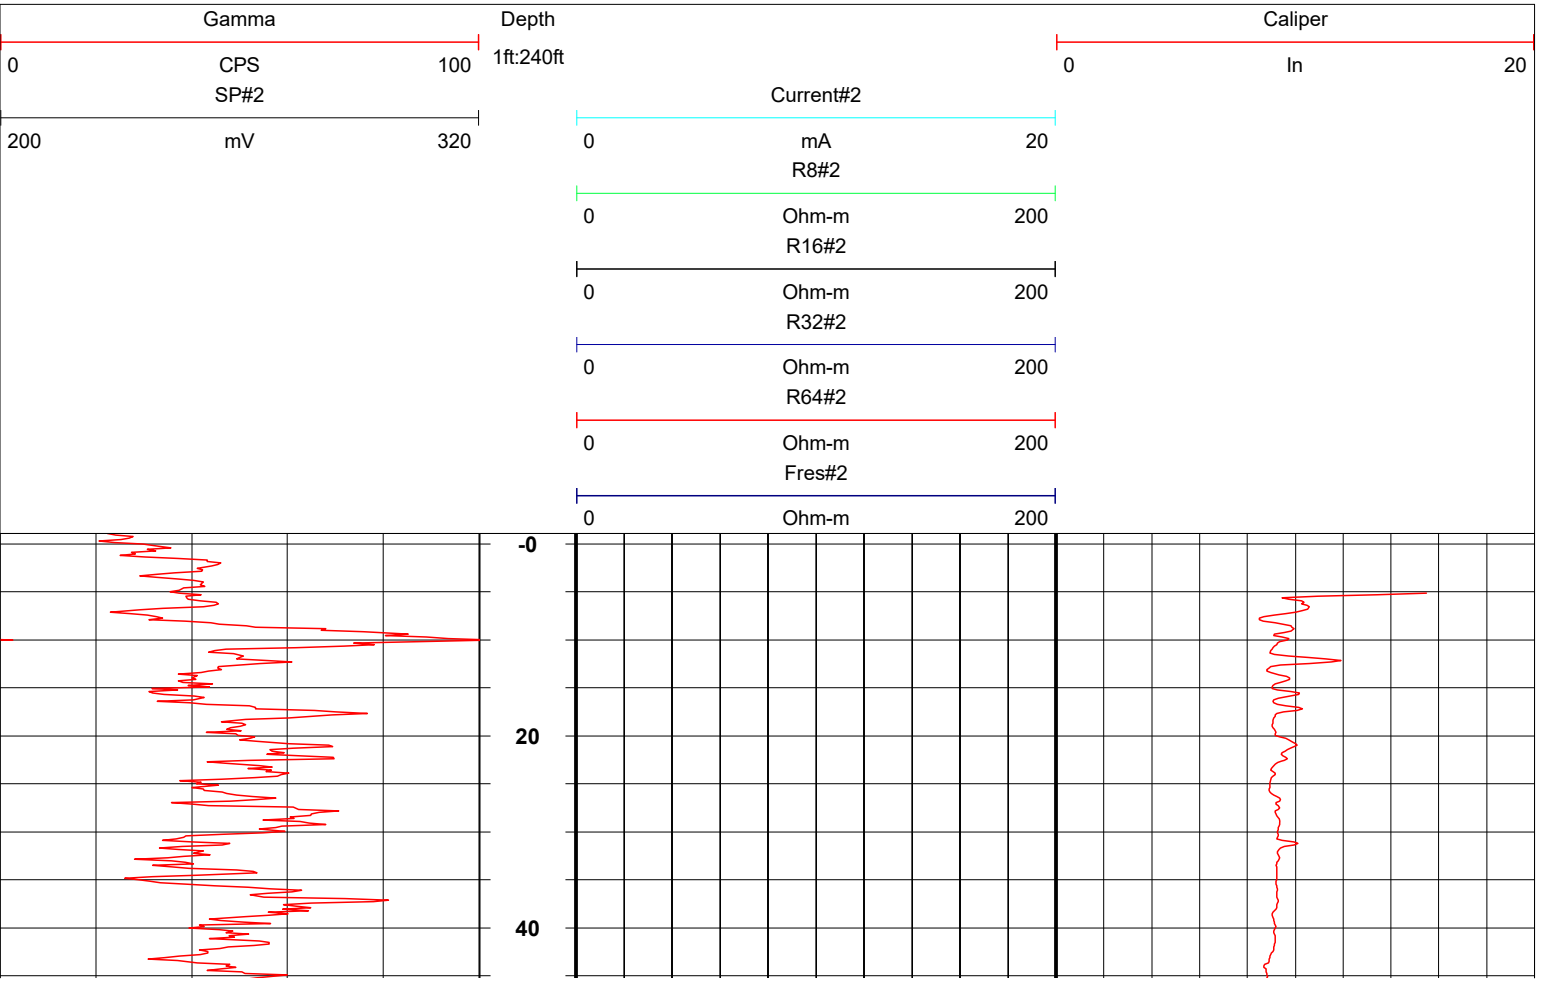 Gamma Depth Caliper
1ft:240ft
0 CPS 100 0 In 20
SP#2 Current#2
200 mV 320 0 mA 20
R8#2
0 Ohm-m 200
R16#2
0 Ohm-m 200
R32#2
0 Ohm-m 200
R64#2
0 Ohm-m 200
Fres#2
0 Ohm-m 200
-0
20
40